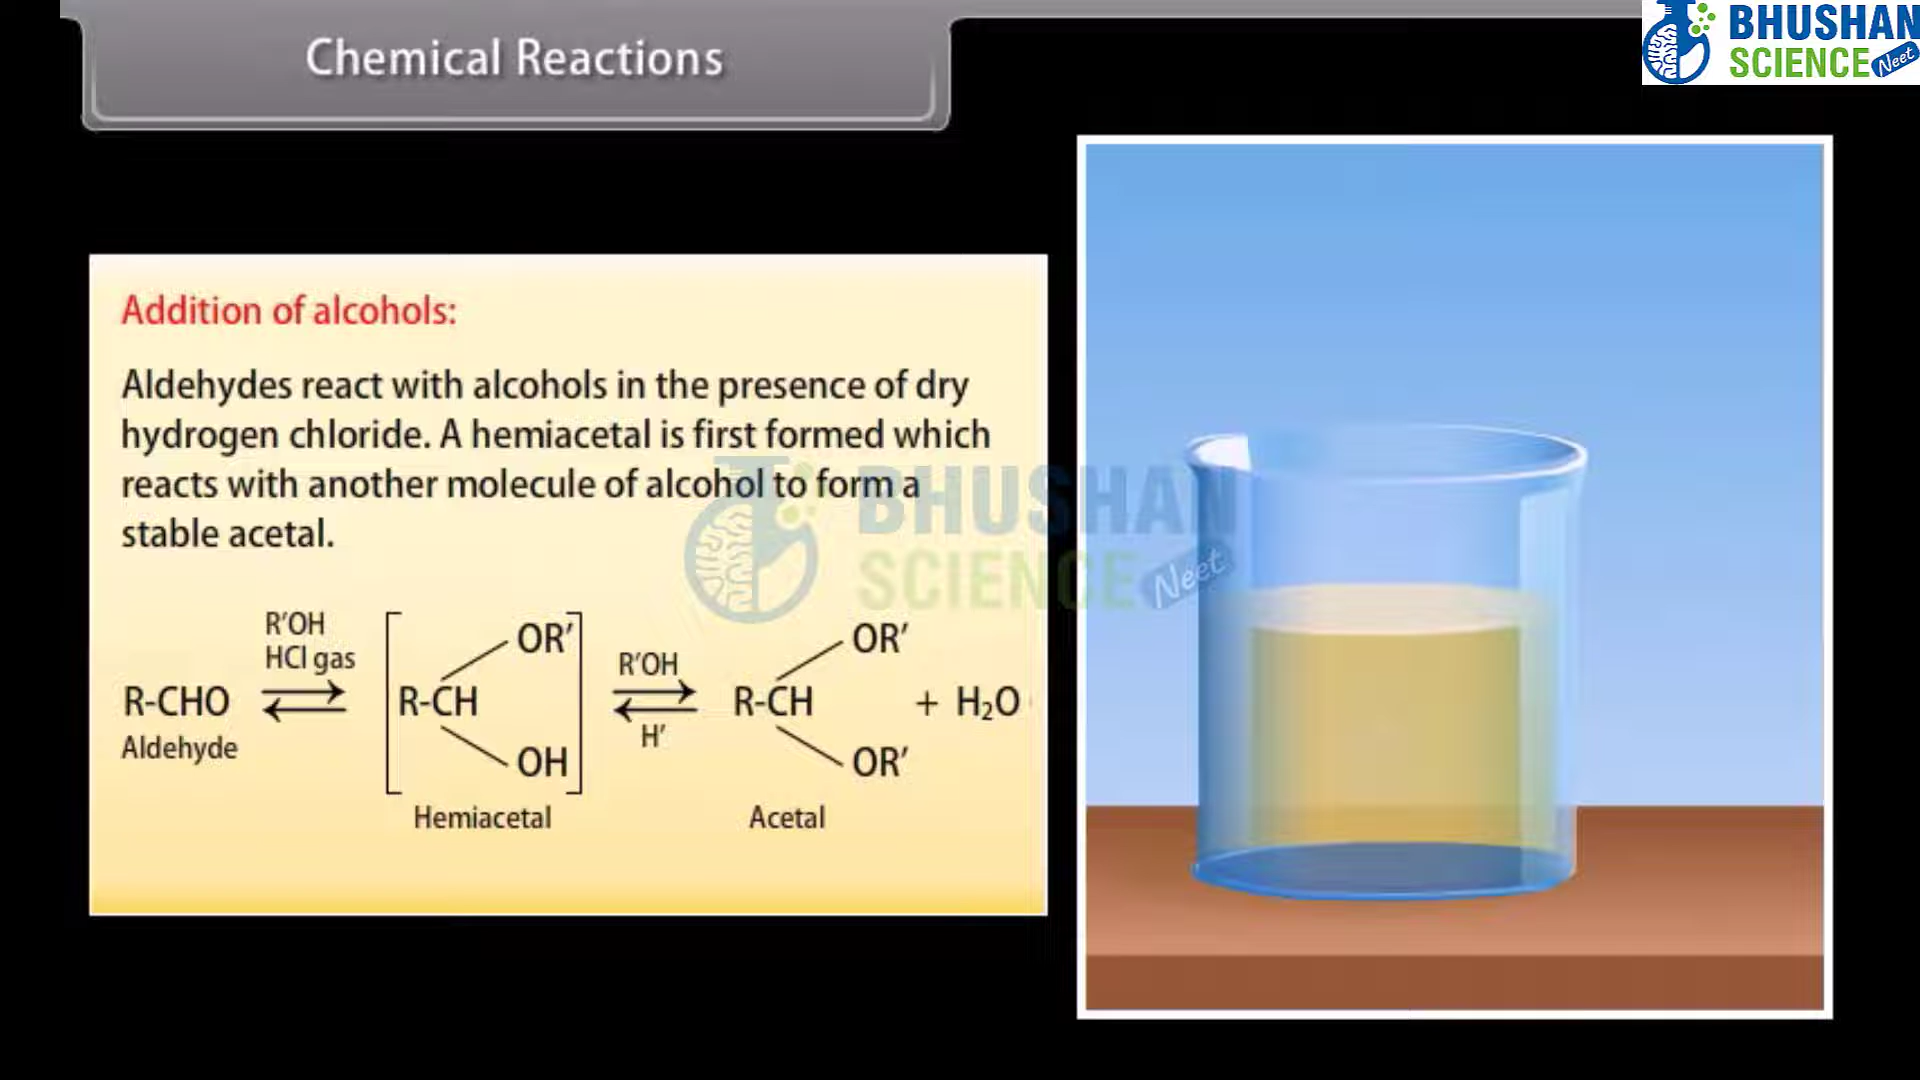 Chemical Reactions
BHUSHAN
SCIENCE Neet
Addition of alcohols:
Aldehydes react with alcohols in the presence of dry
hydrogen chloride. A hemiacetal is first formed which
reacts with another molecule of alcohol to form a
stable acetal.
BHUSHAN
SCIENCE Neet
R′OH
HCl gas
OR′
R′OH
OR′
R-CHO ⇌ [R-CH] ⇌ R-CH + H₂O
H′
Aldehyde
OH
OR′
Hemiacetal
Acetal